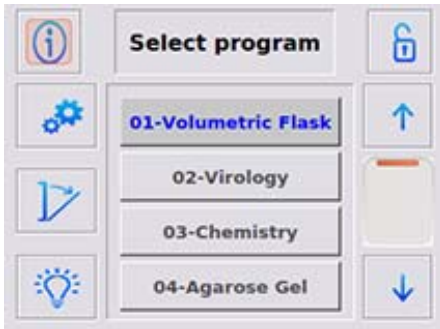 Select program
01-Volumetric Flask
02-Virology
03-Chemistry
04-Agarose Gel